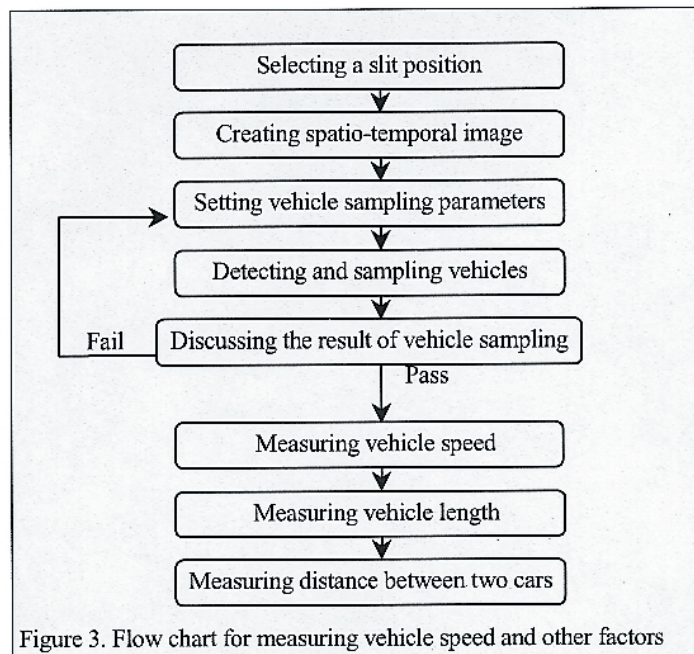 Selecting a slit position
Creating spatio-temporal image
Setting vehicle sampling parameters
Detecting and sampling vehicles
Fail
Discussing the result of vehicle sampling
Pass
Measuring vehicle speed
Measuring vehicle length
Measuring distance between two cars
Figure 3. Flow chart for measuring vehicle speed and other factors